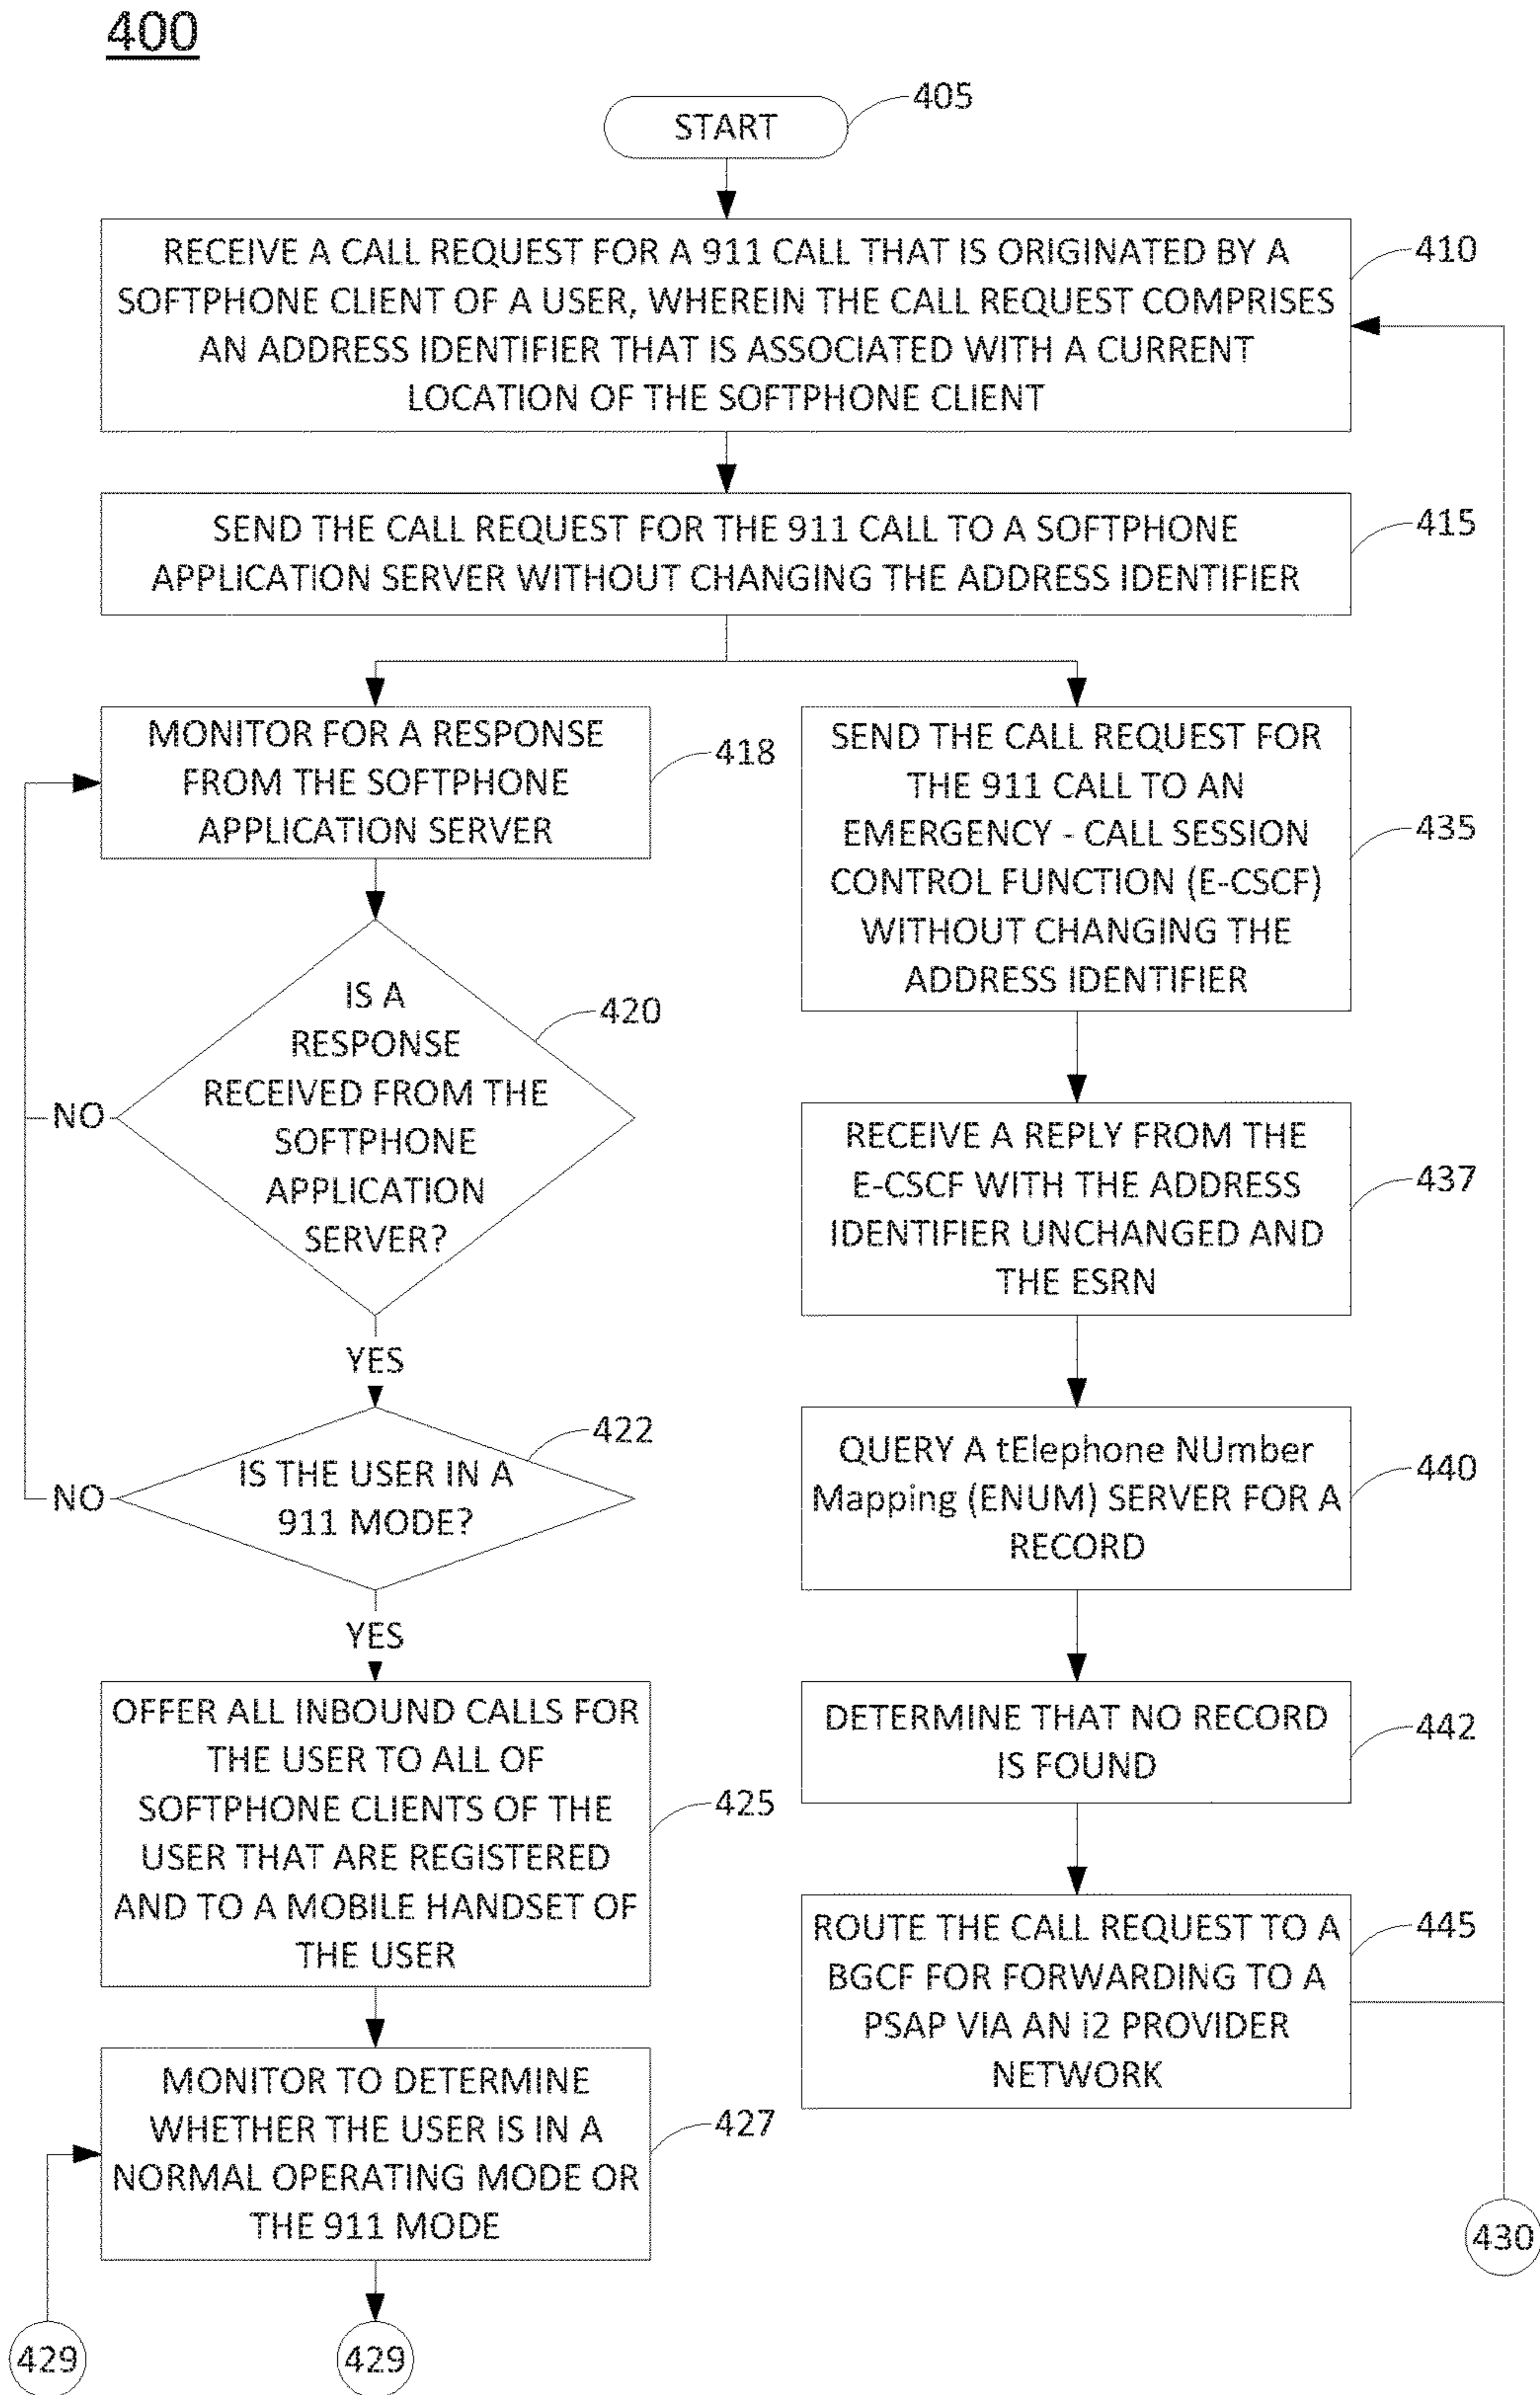 400
START
405
RECEIVE A CALL REQUEST FOR A 911 CALL THAT IS ORIGINATED BY A
SOFTPHONE CLIENT OF A USER, WHEREIN THE CALL REQUEST COMPRISES
AN ADDRESS IDENTIFIER THAT IS ASSOCIATED WITH A CURRENT
LOCATION OF THE SOFTPHONE CLIENT
410
SEND THE CALL REQUEST FOR THE 911 CALL TO A SOFTPHONE
APPLICATION SERVER WITHOUT CHANGING THE ADDRESS IDENTIFIER
415
MONITOR FOR A RESPONSE
FROM THE SOFTPHONE
APPLICATION SERVER
418
IS A
RESPONSE
RECEIVED FROM THE
SOFTPHONE
APPLICATION
SERVER?
420
NO
YES
IS THE USER IN A
911 MODE?
422
NO
YES
OFFER ALL INBOUND CALLS FOR
THE USER TO ALL OF
SOFTPHONE CLIENTS OF THE
USER THAT ARE REGISTERED
AND TO A MOBILE HANDSET OF
THE USER
425
MONITOR TO DETERMINE
WHETHER THE USER IS IN A
NORMAL OPERATING MODE OR
THE 911 MODE
427
429
429
SEND THE CALL REQUEST FOR
THE 911 CALL TO AN
EMERGENCY - CALL SESSION
CONTROL FUNCTION (E-CSCF)
WITHOUT CHANGING THE
ADDRESS IDENTIFIER
435
RECEIVE A REPLY FROM THE
E-CSCF WITH THE ADDRESS
IDENTIFIER UNCHANGED AND
THE ESRN
437
QUERY A tElephone NUmber
Mapping (ENUM) SERVER FOR A
RECORD
440
DETERMINE THAT NO RECORD
IS FOUND
442
ROUTE THE CALL REQUEST TO A
BGCF FOR FORWARDING TO A
PSAP VIA AN i2 PROVIDER
NETWORK
445
430